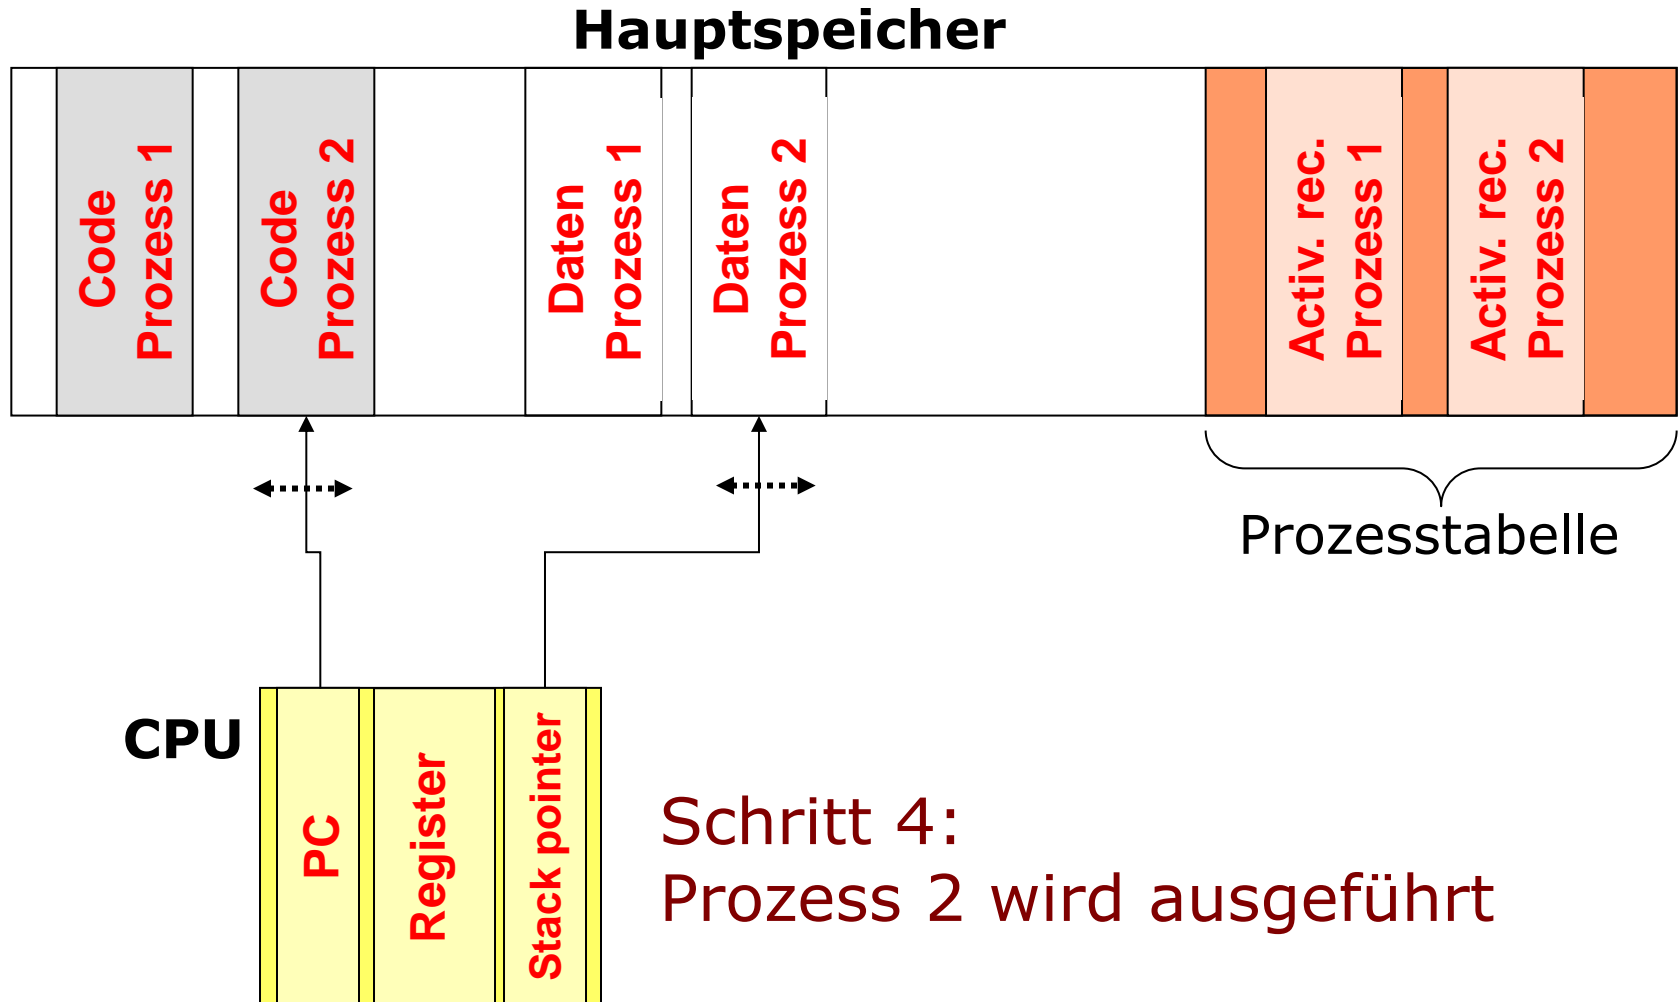 Hauptspeicher
Code
Prozess 1
Code
Prozess 2
Daten
Prozess 1
Daten
Prozess 2
Activ. rec.
Prozess 1
Activ. rec.
Prozess 2
Prozesstabelle
CPU
PC
Register
Stack pointer
Schritt 4:
Prozess 2 wird ausgeführt